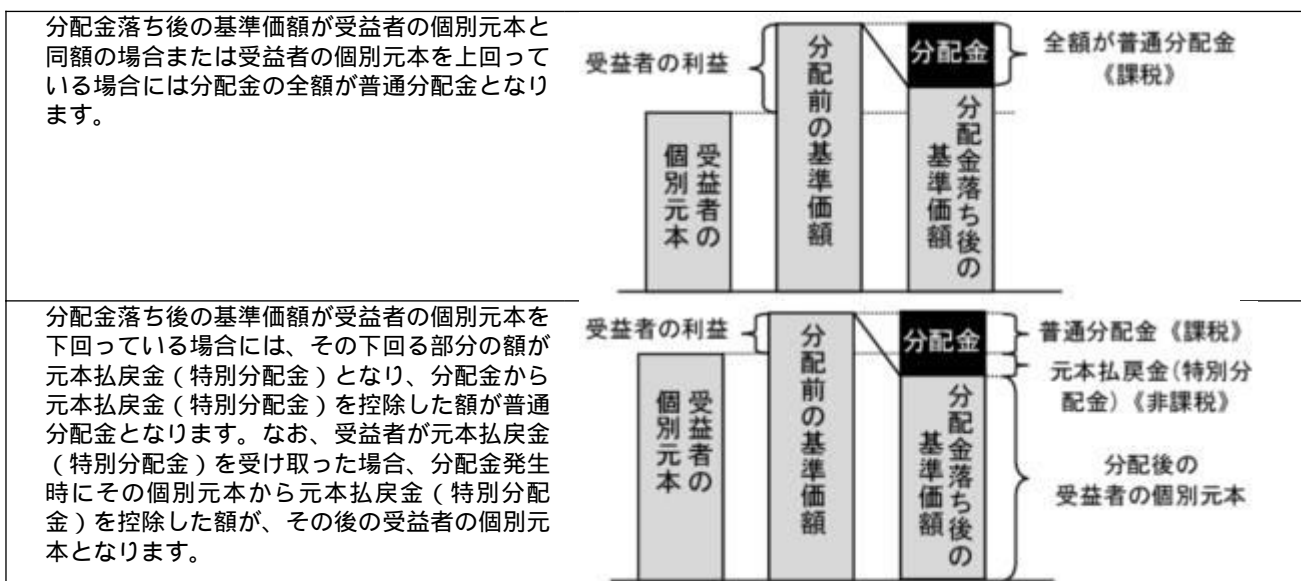 分配金落ち後の基準価額が受益者の個別元本と
同額の場合または受益者の個別元本を上回って
いる場合には分配金の全額が普通分配金となり
ます。
受益者の利益
受益者の
個別元本
分配前の基準価額
分配金
分配金落ち後の
基準価額
全額が普通分配金
《課税》
分配金落ち後の基準価額が受益者の個別元本を
下回っている場合には、その下回る部分の額が
元本払戻金(特別分配金)となり、分配金から
元本払戻金(特別分配金)を控除した額が普通
分配金となります。なお、受益者が元本払戻金
(特別分配金)を受け取った場合、分配金発生
時にその個別元本から元本払戻金(特別分配
金)を控除した額が、その後の受益者の個別元
本となります。
受益者の利益
受益者の
個別元本
分配前の基準価額
分配金
分配金落ち後の
基準価額
普通分配金《課税》
元本払戻金(特別分
配金)《非課税》
分配後の
受益者の個別元本